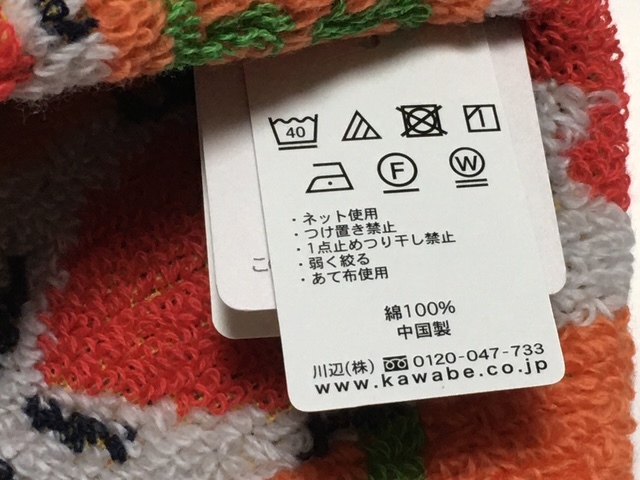 40
F W
・ネット使用
・つけ置き禁止
・1点止めつり干し禁止
・弱く絞る
・あて布使用
こ
綿100%
中国製
川辺(株) 0120-047-733
www.kawabe.co.jp